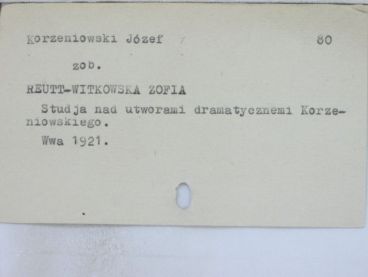 Korzeniowski Józef 80
zob.
REUTT-WITKOWSKA ZOFIA
Studja nad utworami dramatycznemi Korze-
niowskiego.
Wwa 1921.